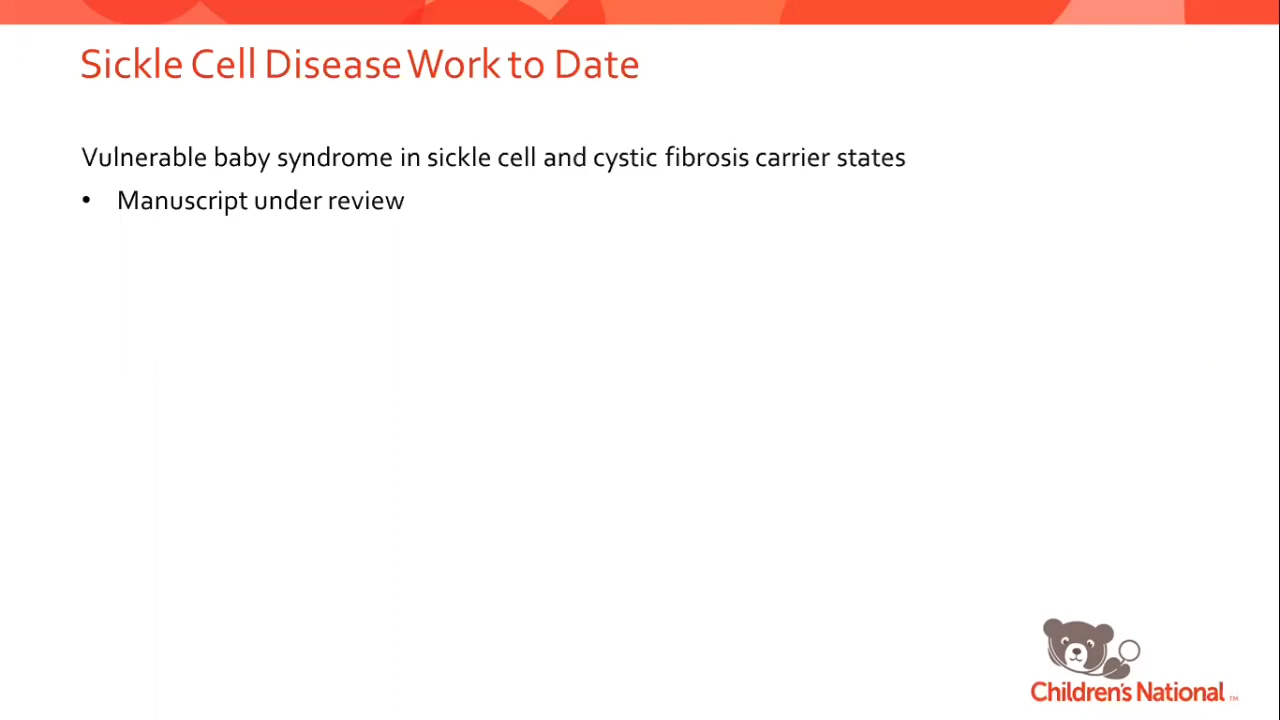 Sickle Cell Disease Work to Date
Vulnerable baby syndrome in sickle cell and cystic fibrosis carrier states
• Manuscript under review
Children's National ™